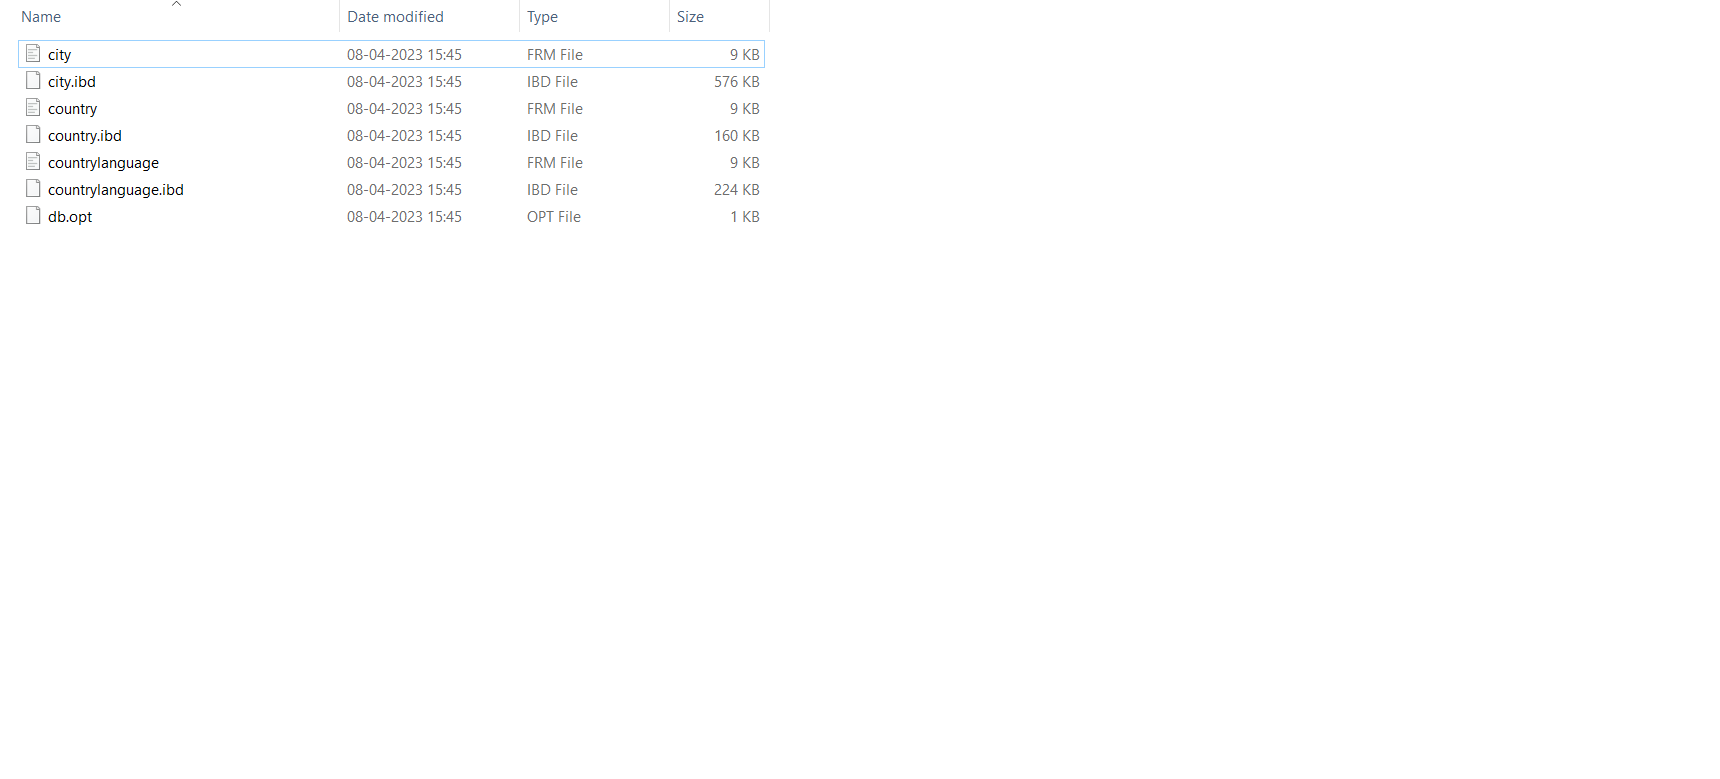 Name Date modified Type Size
city 08-04-2023 15:45 FRM File 9 KB
city.ibd 08-04-2023 15:45 IBD File 576 KB
country 08-04-2023 15:45 FRM File 9 KB
country.ibd 08-04-2023 15:45 IBD File 160 KB
countrylanguage 08-04-2023 15:45 FRM File 9 KB
countrylanguage.ibd 08-04-2023 15:45 IBD File 224 KB
db.opt 08-04-2023 15:45 OPT File 1 KB